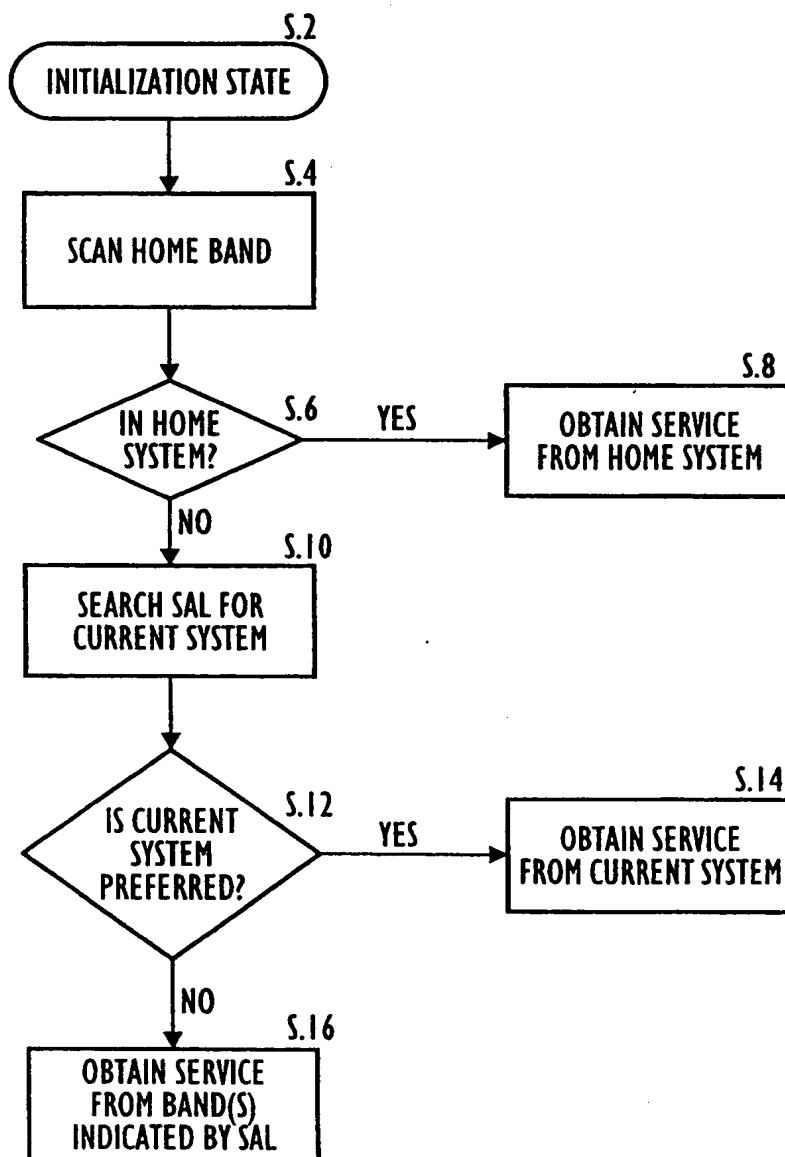 S.2
INITIALIZATION STATE
S.4
SCAN HOME BAND
S.6
IN HOME
SYSTEM?
YES
S.8
OBTAIN SERVICE
FROM HOME SYSTEM
NO
S.10
SEARCH SAL FOR
CURRENT SYSTEM
S.12
IS CURRENT
SYSTEM
PREFERRED?
YES
S.14
OBTAIN SERVICE
FROM CURRENT SYSTEM
NO
S.16
OBTAIN SERVICE
FROM BAND(S)
INDICATED BY SAL